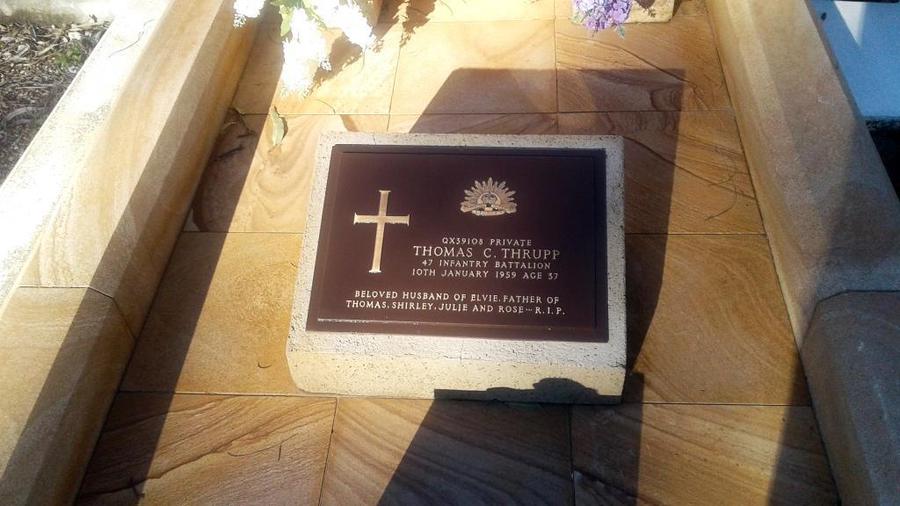 QX39108 PRIVATE
THOMAS C. THRUPP
47 INFANTRY BATTALION
10TH JANUARY 1959 AGE 37
BELOVED HUSBAND OF ELVIE. FATHER OF
THOMAS, SHIRLEY, JULIE AND ROSE — R.I.P.